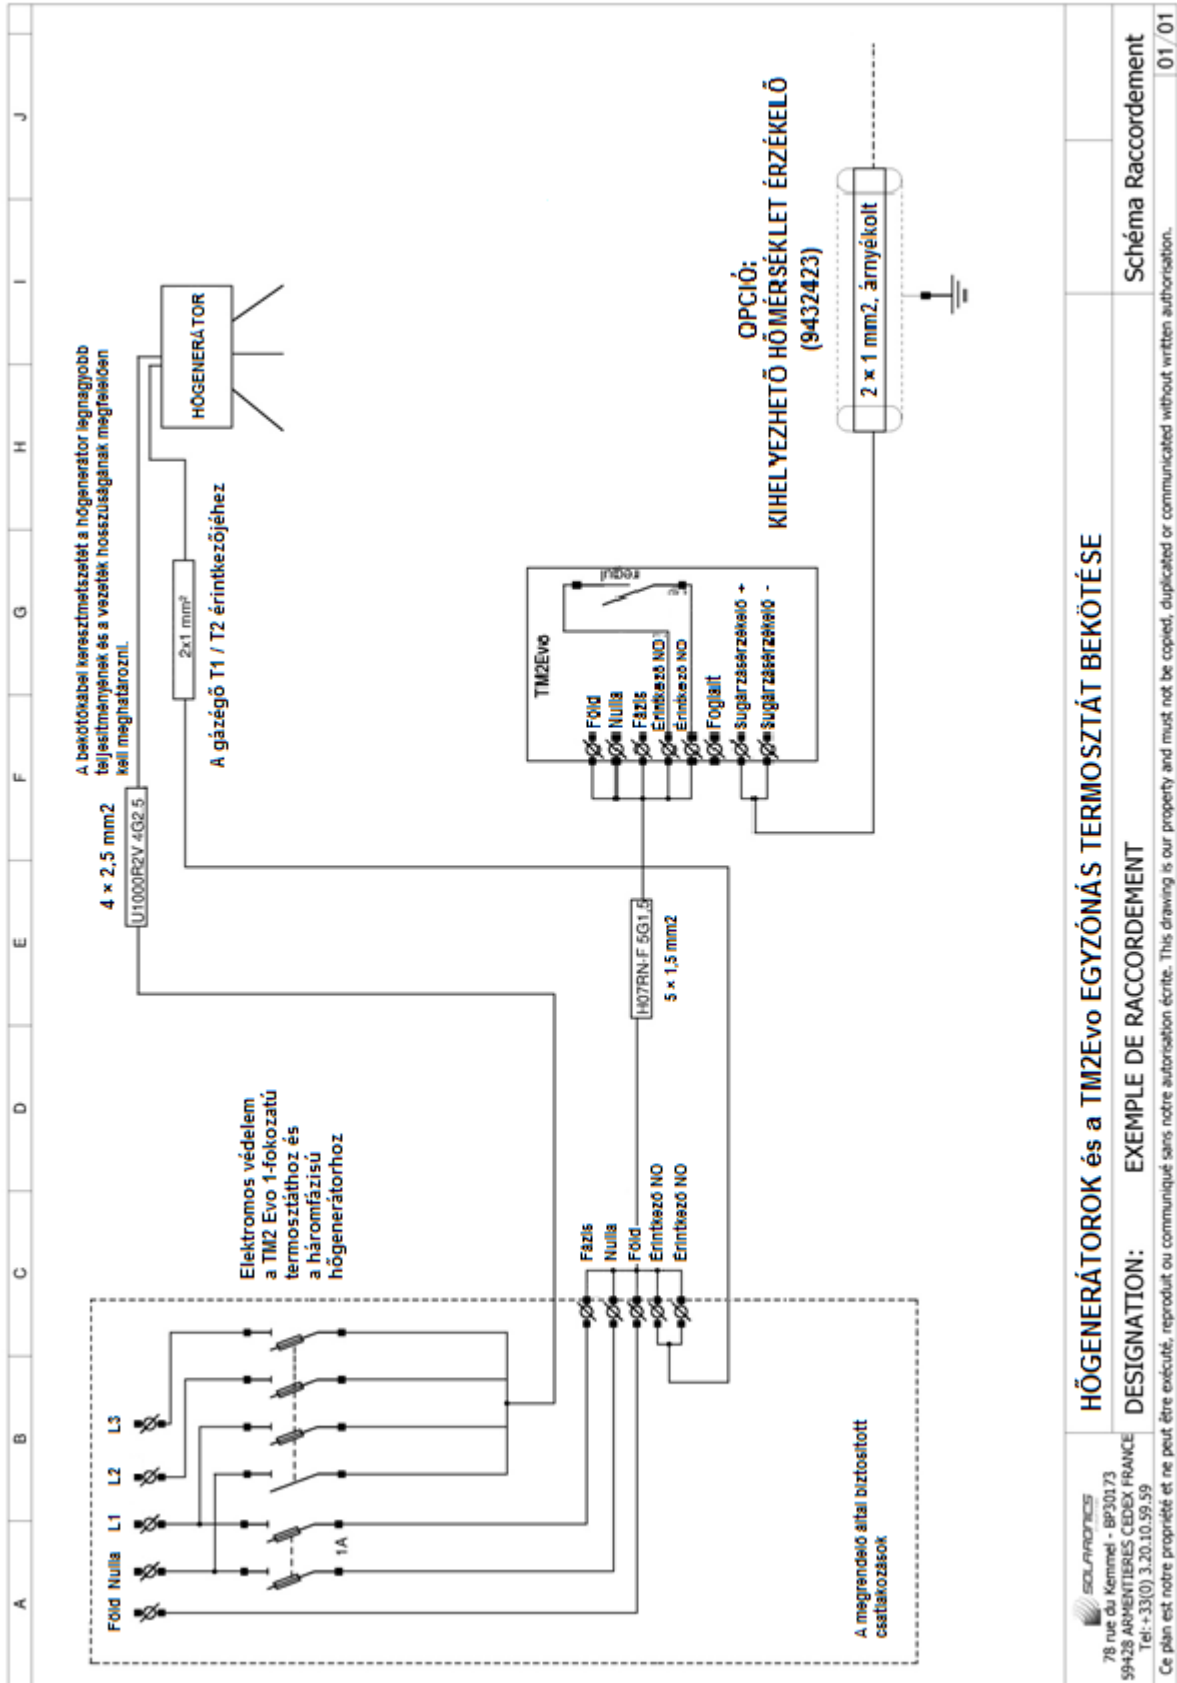 A
B
C
D
E
F
G
H
I
J
A bekötőkábel keresztmetszetét a hőgenerátor legnagyobb
teljesítményének és a vezeték hosszúságának megfelelően
kell meghatározni.
4 × 2,5 mm2
U1000R2V 4G2.5
HŐGENERÁTOR
2x1 mm²
A gázégő T1 / T2 érintkezőjéhez
Elektromos védelem
a TM2 Evo 1-fokozatú
termosztáthoz és
a háromfázisú
hőgenerátorhoz
Föld Nulla L1 L2 L3
1A
A megrendelő által biztosított
csatlakozások
Fázis
Nulla
Föld
Érintkező NO
Érintkező NO
H07RN-F 5G1,5
5 × 1,5 mm2
TM2Evio
Föld
Nulla
Fázis
Érintkező NO
Érintkező NO
Foglalt
Sugárzásérzékelő +
Sugárzásérzékelő -
OPCIÓ:
KIHELYEZHETŐ HŐMÉRSÉKLET ÉRZÉKELŐ
(9432423)
2 × 1 mm2, árnyékolt
SOLARONICS
78 rue du Kemmel - BP30173
59428 ARMENTIERES CEDEX FRANCE
Tel: +33(0) 3.20.10.59.59
HŐGENERÁTOROK és a TM2Evo EGYZÓNÁS TERMOSZTÁT BEKÖTÉSE
DESIGNATION: EXEMPLE DE RACCORDEMENT
Schéma Raccordement
Ce plan est notre propriété et ne peut être exécuté, reproduit ou communiqué sans notre autorisation écrite. This drawing is our property and must not be copied, duplicated or communicated without written authorisation.
01/01